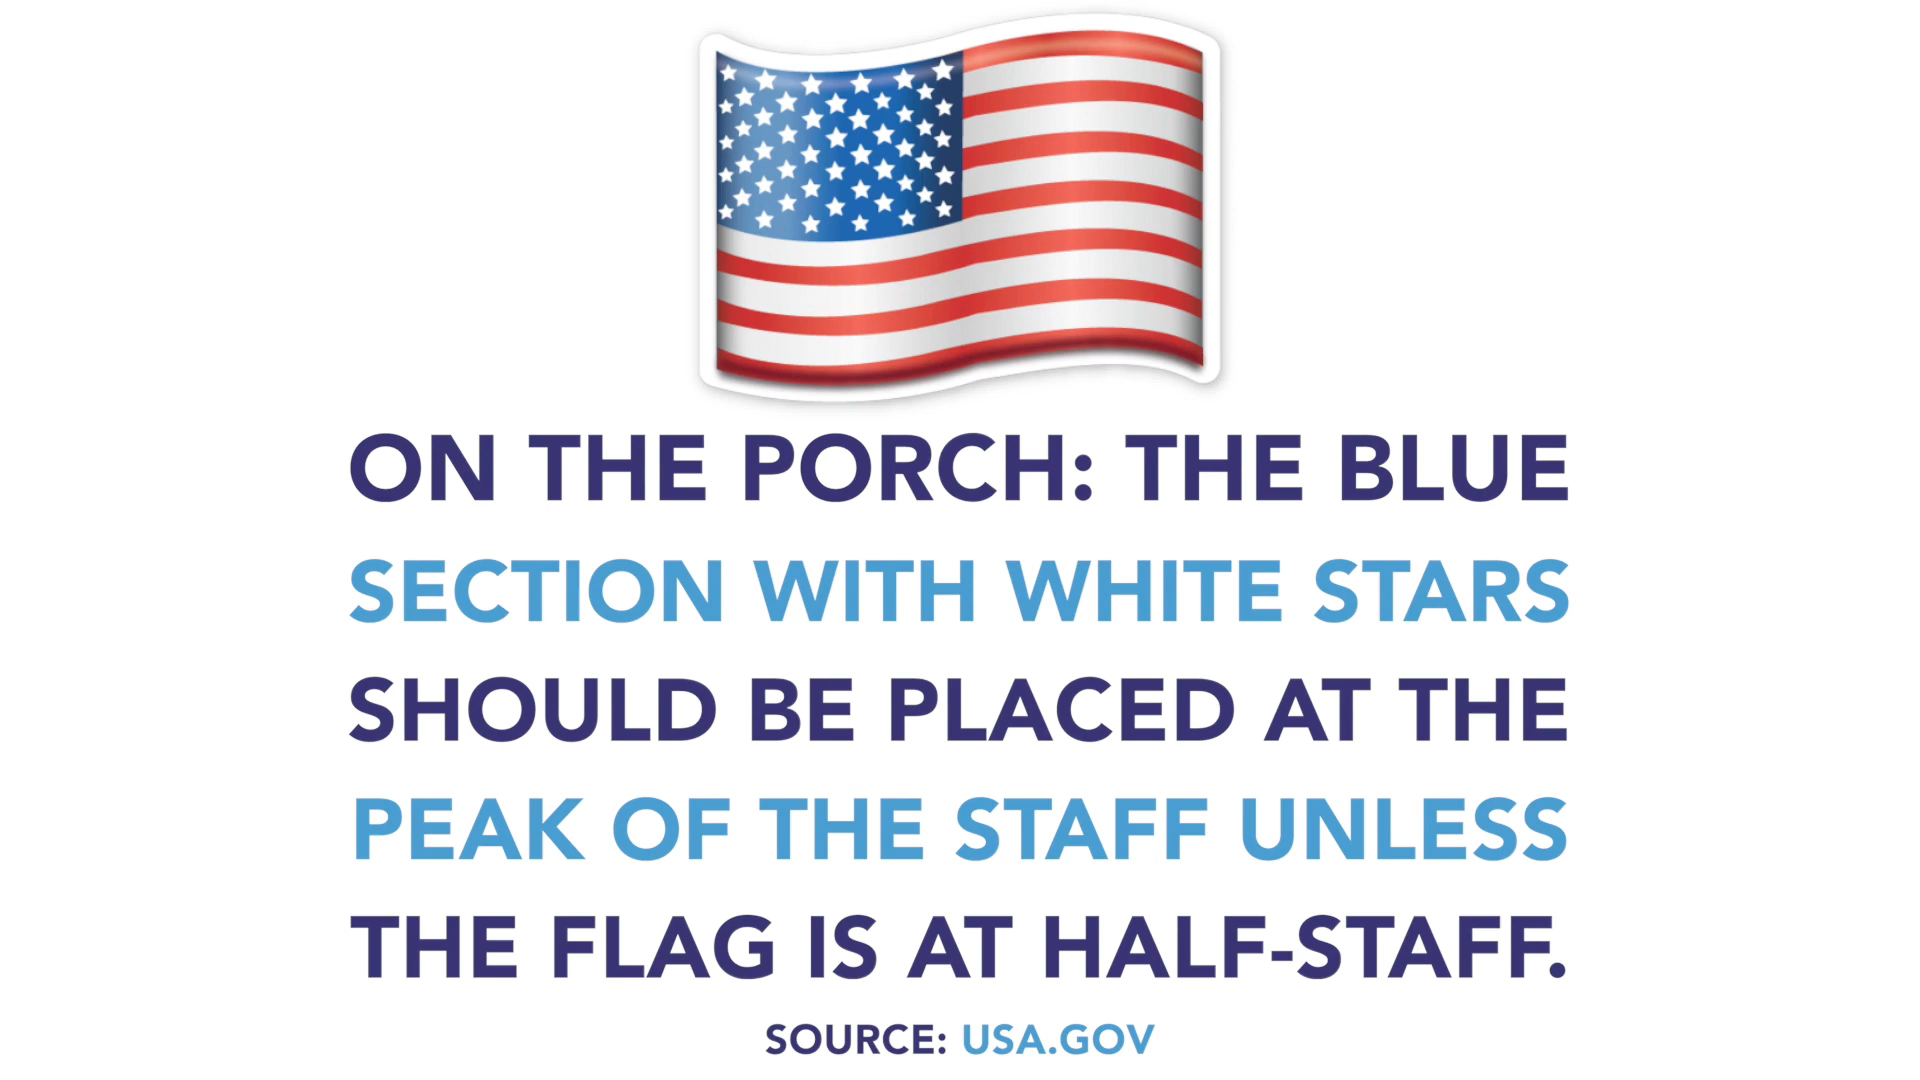 ON THE PORCH: THE BLUE
SECTION WITH WHITE STARS
SHOULD BE PLACED AT THE
PEAK OF THE STAFF UNLESS
THE FLAG IS AT HALF-STAFF.
SOURCE: USA.GOV